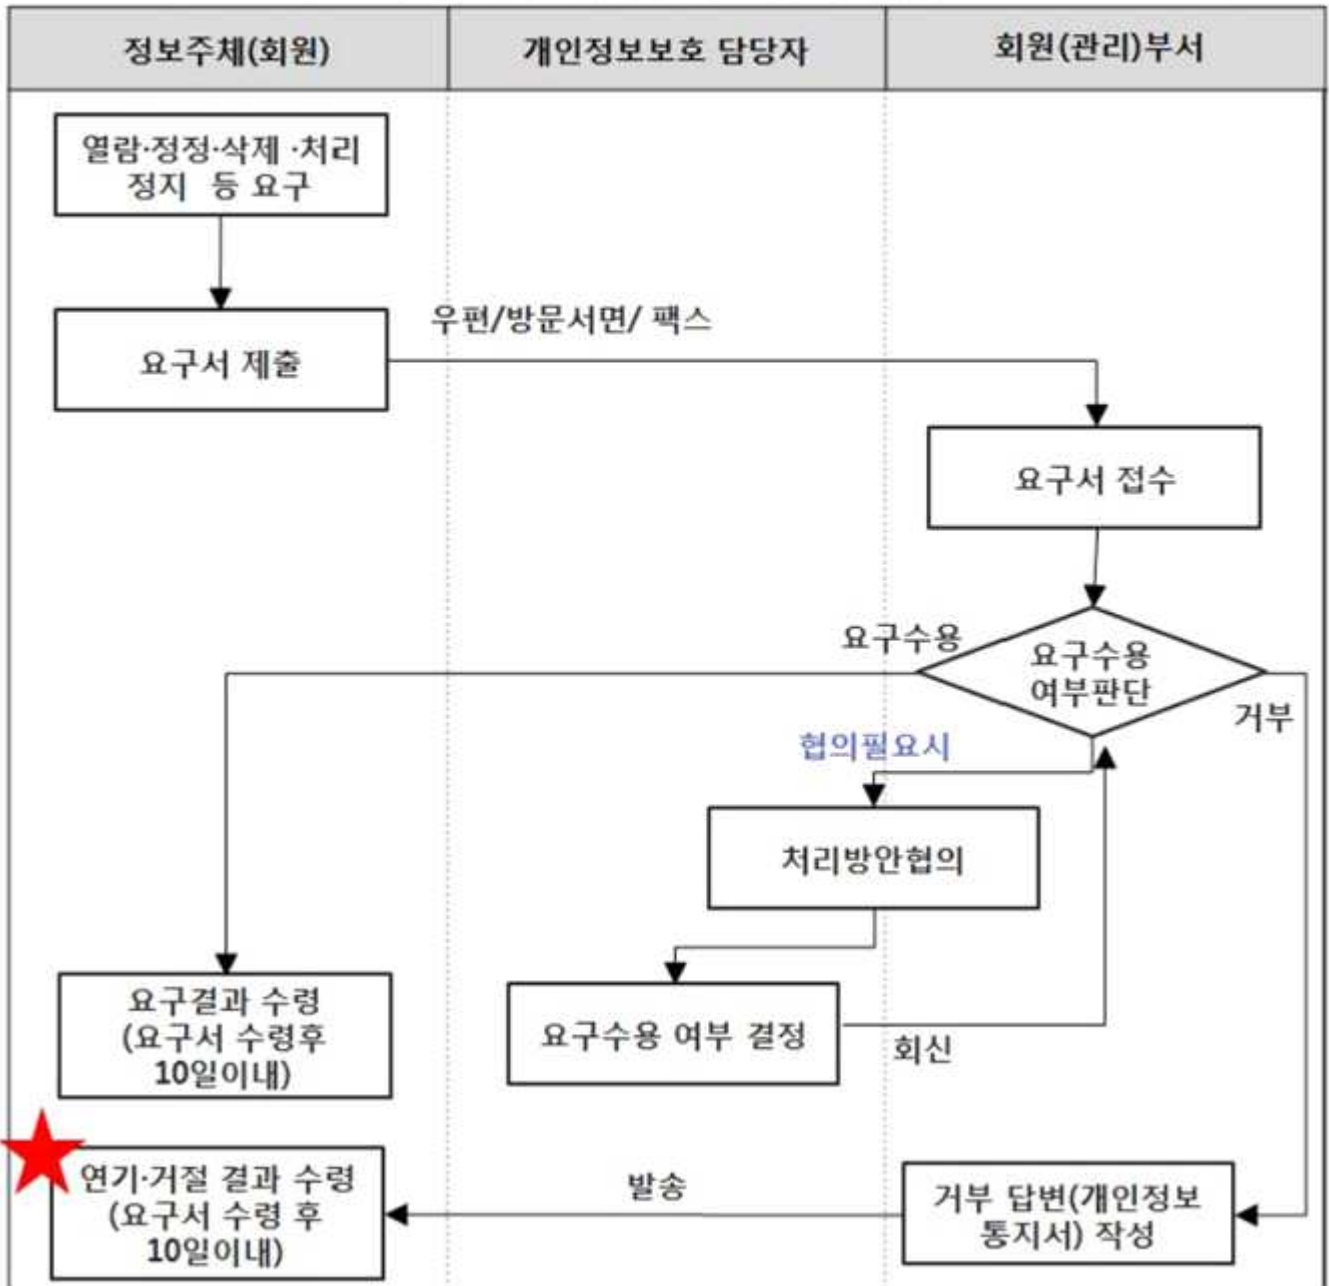 정보주체(회원)
개인정보보호 담당자
회원(관리)부서
열람·정정·삭제 ·처리
정지 등 요구
우편/방문서면/ 팩스
요구서 제출
요구서 접수
요구수용
요구수용
여부판단
거부
협의필요시
처리방안협의
요구결과 수령
(요구서 수령후
10일이내)
요구수용 여부 결정
회신
연기·거절 결과 수령
(요구서 수령 후
10일이내)
발송
거부 답변(개인정보
통지서) 작성